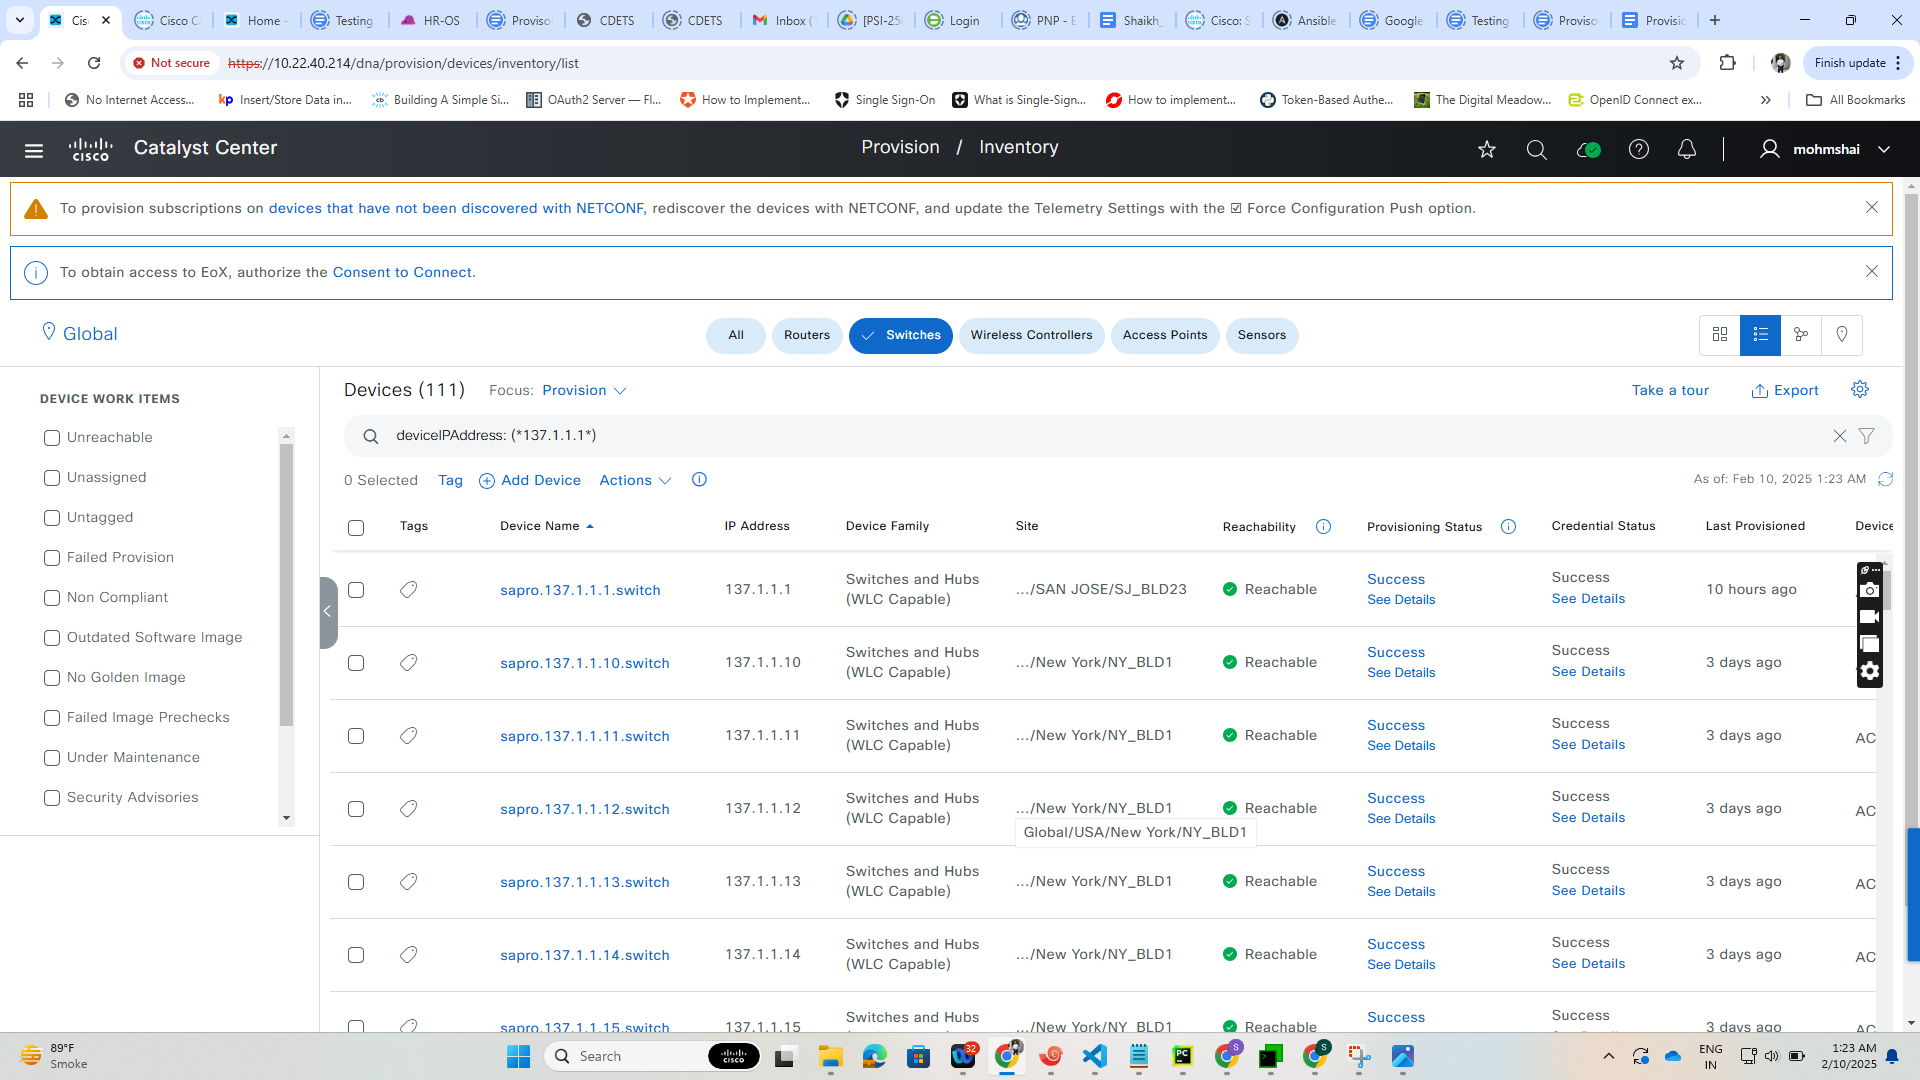 Cis
Cisco Ca
Home -
Testing
HR-OS
Provisio
CDETS
CDETS
Inbox (1
[PSI-250
Login
PNP - E
Shaikh_
Cisco: S
Ansible
Google
Testing
Proviso
Provisio
Not secure
https://10.22.40.214/dna/provision/devices/inventory/list
Finish update
No Internet Access...
Insert/Store Data in...
Building A Simple Si...
OAuth2 Server — Fl...
How to Implement...
Single Sign-On
What is Single-Sign...
How to implement...
Token-Based Authe...
The Digital Meadow...
OpenID Connect ex...
All Bookmarks
CISCO
Catalyst Center
Provision / Inventory
mohmshai
To provision subscriptions on devices that have not been discovered with NETCONF, rediscover the devices with NETCONF, and update the Telemetry Settings with the ☑ Force Configuration Push option.
To obtain access to EoX, authorize the Consent to Connect.
Global
All
Routers
Switches
Wireless Controllers
Access Points
Sensors
DEVICE WORK ITEMS
Unreachable
Unassigned
Untagged
Failed Provision
Non Compliant
Outdated Software Image
No Golden Image
Failed Image Prechecks
Under Maintenance
Security Advisories
Devices (111)
Focus: Provision
Take a tour
Export
deviceIPAddress: (*137.1.1.1*)
0 Selected
Tag
Add Device
Actions
As of: Feb 10, 2025 1:23 AM
Tags
Device Name
IP Address
Device Family
Site
Reachability
Provisioning Status
Credential Status
Last Provisioned
Device
sapro.137.1.1.1.switch
137.1.1.1
Switches and Hubs
(WLC Capable)
.../SAN JOSE/SJ_BLD23
Reachable
Success
See Details
Success
See Details
10 hours ago
sapro.137.1.1.10.switch
137.1.1.10
Switches and Hubs
(WLC Capable)
.../New York/NY_BLD1
Reachable
Success
See Details
Success
See Details
3 days ago
sapro.137.1.1.11.switch
137.1.1.11
Switches and Hubs
(WLC Capable)
.../New York/NY_BLD1
Reachable
Success
See Details
Success
See Details
3 days ago
AC
sapro.137.1.1.12.switch
137.1.1.12
Switches and Hubs
(WLC Capable)
.../New York/NY_BLD1
Reachable
Success
See Details
Success
See Details
3 days ago
AC
Global/USA/New York/NY_BLD1
sapro.137.1.1.13.switch
137.1.1.13
Switches and Hubs
(WLC Capable)
.../New York/NY_BLD1
Reachable
Success
See Details
Success
See Details
3 days ago
AC
sapro.137.1.1.14.switch
137.1.1.14
Switches and Hubs
(WLC Capable)
.../New York/NY_BLD1
Reachable
Success
See Details
Success
See Details
3 days ago
AC
sapro.137.1.1.15.switch
137.1.1.15
Switches and Hubs
.../New York/NY_BLD1
Reachable
Success
Success
3 days ago
AC
89°F
Smoke
Search
CISCO
32
PC
S
S
ENG
IN
1:23 AM
2/10/2025